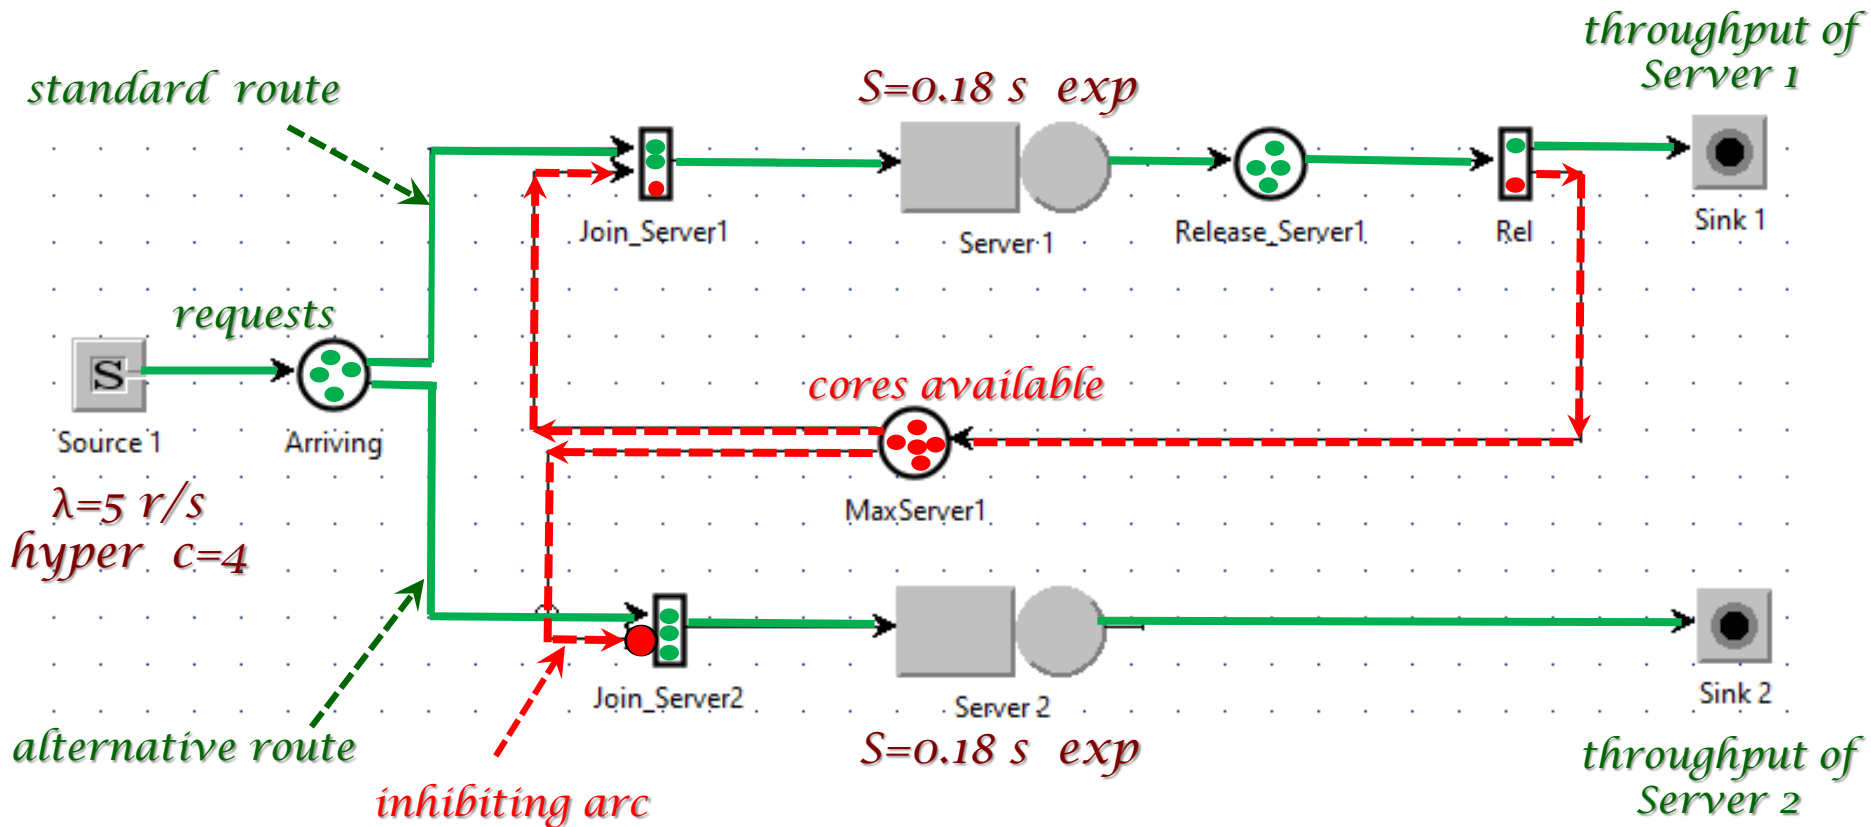 throughput of
Server 1
standard route
S=0.18 s exp
Join_Server1
Server 1
Release_Server1
Rel
Sink 1
requests
S
cores available
Source 1
Arriving
MaxServer1
λ=5 r/s
hyper c=4
Join_Server2
Server 2
Sink 2
alternative route
S=0.18 s exp
throughput of
Server 2
inhibiting arc